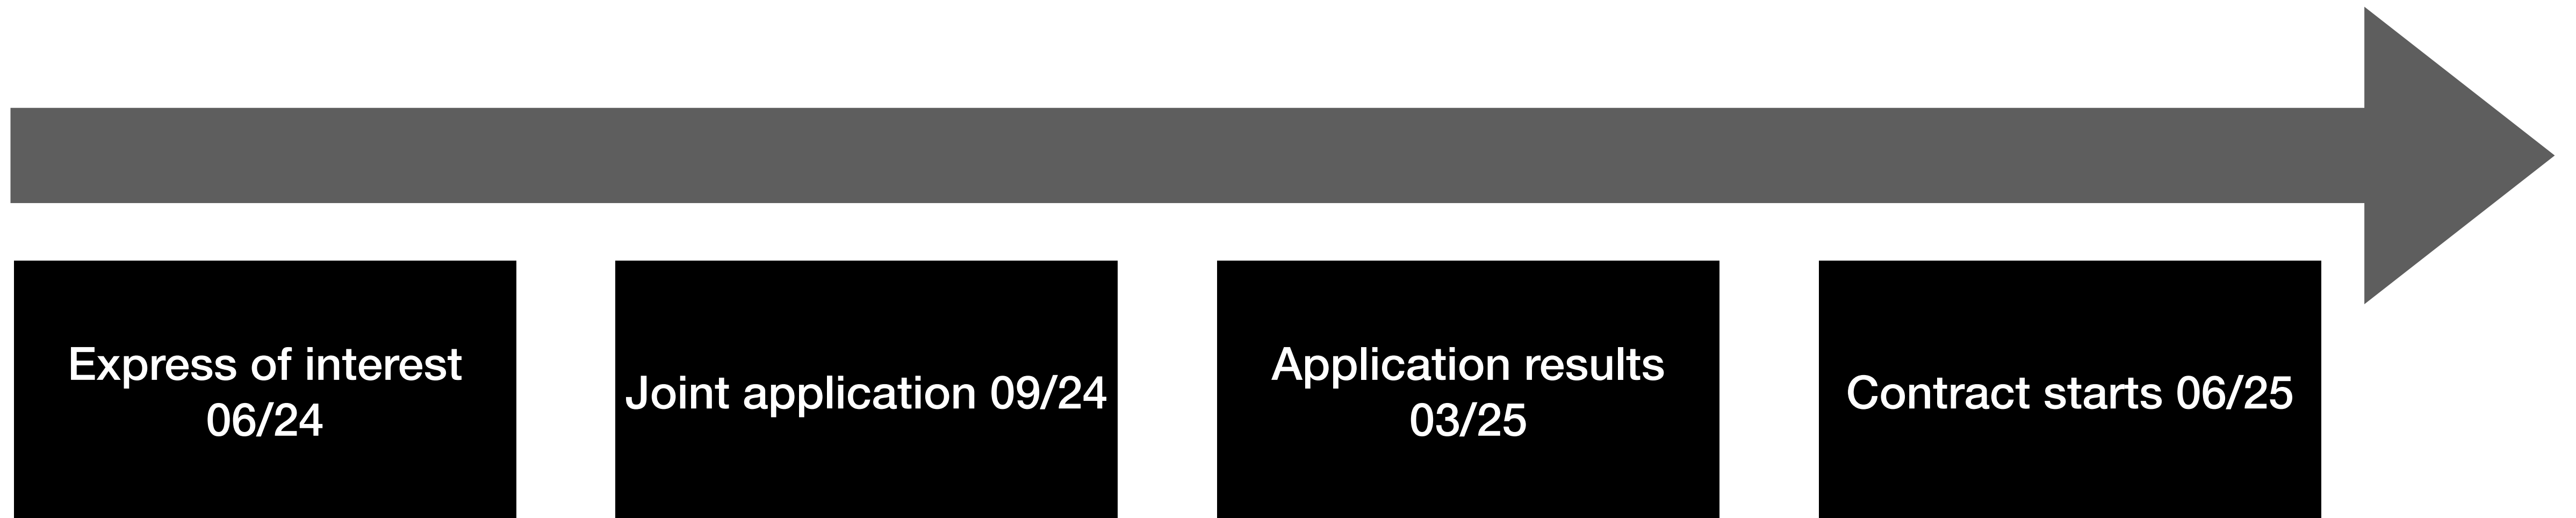 Express of interest
06/24
Joint application 09/24
Application results
03/25
Contract starts 06/25